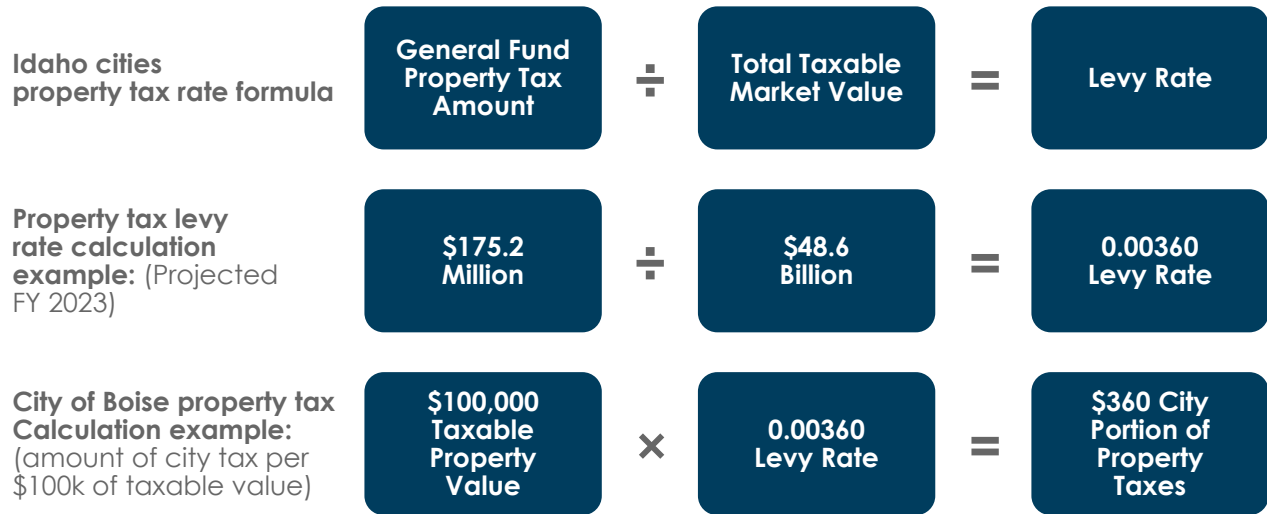 Idaho cities
property tax rate formula
General Fund
Property Tax
Amount
÷
Total Taxable
Market Value
=
Levy Rate
Property tax levy
rate calculation
example: (Projected
FY 2023)
$175.2
Million
÷
$48.6
Billion
=
0.00360
Levy Rate
City of Boise property tax
Calculation example:
(amount of city tax per
$100k of taxable value)
$100,000
Taxable
Property
Value
×
0.00360
Levy Rate
=
$360 City
Portion of
Property
Taxes